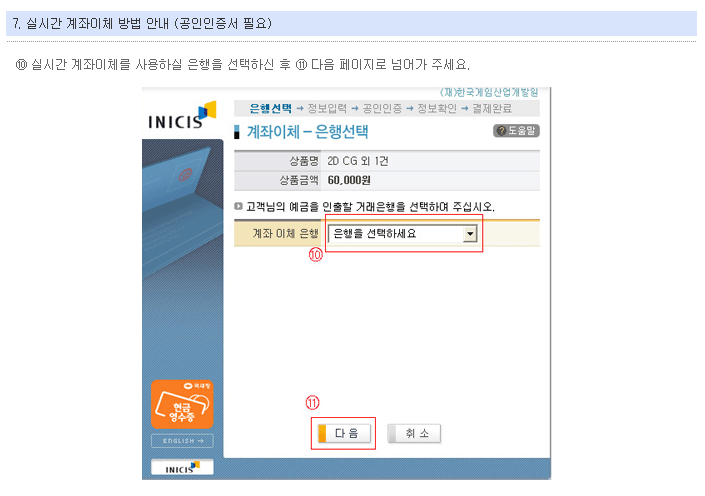 7. 실시간 계좌이체 방법 안내 (공인인증서 필요)
⑩ 실시간 계좌이체를 사용하실 은행을 선택하신 후 ⑪ 다음 페이지로 넘어가 주세요.
(재)한국게임산업개발원
INICIS
은행선택 → 정보입력 → 공인인증 → 정보확인 → 결제완료
계좌이체 – 은행선택
? 도움말
상품명 2D CG 외 1건
상품금액 60,000원
고객님의 예금을 인출할 거래은행을 선택하여 주십시오.
계좌 이체 은행 은행을 선택하세요
⑩
국세청
현금
영수증
⑪
다 음 취 소
ENGLISH →
INICIS